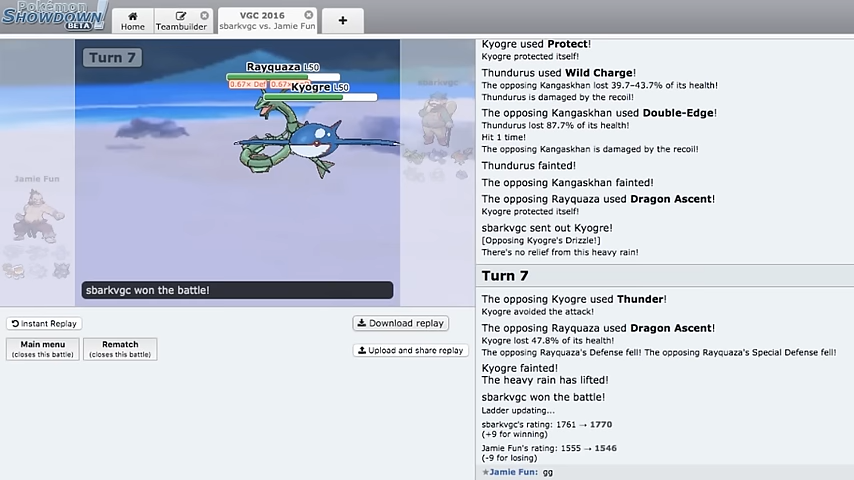 Pokémon
Showdown
BETA
Home
Teambuilder
VGC 2016
sbarkvgc vs. Jamie Fun
+
Turn 7
Rayquaza L50
0.67× Def
Kyogre L50
sbarkvgc
Jamie Fun
sbarkvgc won the battle!
Instant Replay
Download replay
Main menu
(closes this battle)
Rematch
(closes this battle)
Upload and share replay
Kyogre used Protect!
Kyogre protected itself!
Thundurus used Wild Charge!
The opposing Kangaskhan lost 39.7–43.7% of its health!
Thundurus is damaged by the recoil!
The opposing Kangaskhan used Double-Edge!
Thundurus lost 87.7% of its health!
Hit 1 time!
The opposing Kangaskhan is damaged by the recoil!
Thundurus fainted!
The opposing Kangaskhan fainted!
The opposing Rayquaza used Dragon Ascent!
Kyogre protected itself!
sbarkvgc sent out Kyogre!
[Opposing Kyogre's Drizzle!]
There's no relief from this heavy rain!
Turn 7
The opposing Kyogre used Thunder!
Kyogre avoided the attack!
The opposing Rayquaza used Dragon Ascent!
Kyogre lost 47.8% of its health!
The opposing Rayquaza's Defense fell! The opposing Rayquaza's Special Defense fell!
Kyogre fainted!
The heavy rain has lifted!
sbarkvgc won the battle!
Ladder updating...
sbarkvgc's rating: 1761 → 1770
(+9 for winning)
Jamie Fun's rating: 1555 → 1546
(-9 for losing)
★Jamie Fun: gg